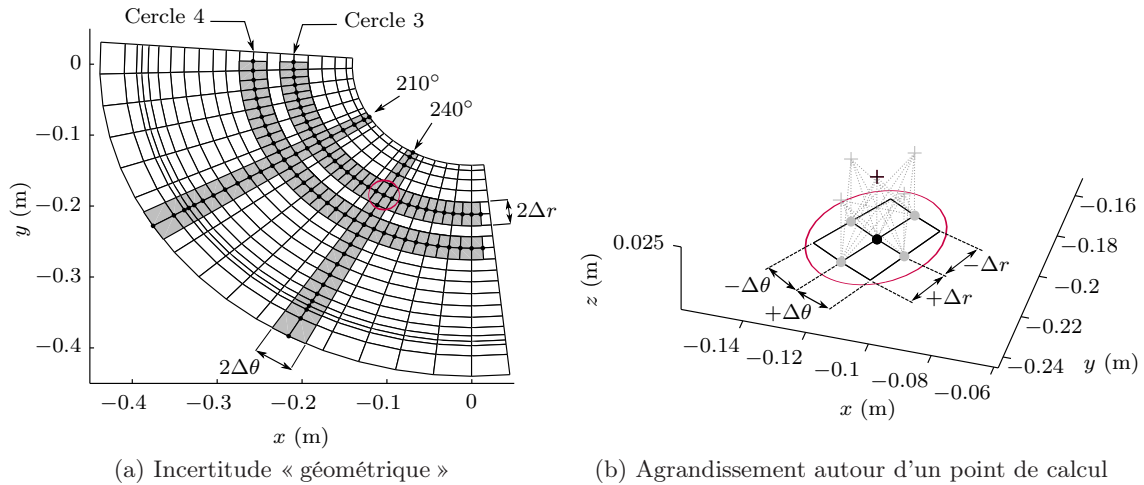 Cercle 4
Cercle 3
210°
240°
0
−0.1
−0.2
−0.3
−0.4
y (m)
2Δr
2Δθ
−0.4
−0.3
−0.2
−0.1
0
x (m)
(a) Incertitude « géométrique »
0.025
z (m)
−Δθ
+Δθ
−Δr
+Δr
−0.14
−0.12
−0.1
−0.08
−0.06
x (m)
−0.16
−0.18
−0.2
−0.22
−0.24
y (m)
(b) Agrandissement autour d'un point de calcul